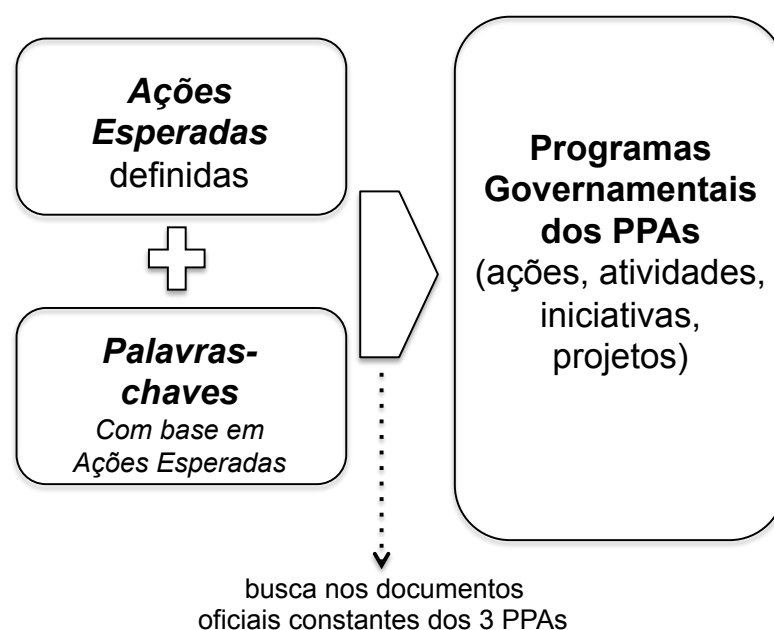 Ações
Esperadas
definidas
Palavras-
chaves
Com base em
Ações Esperadas
Programas
Governamentais
dos PPAs
(ações, atividades,
iniciativas,
projetos)
busca nos documentos
oficiais constantes dos 3 PPAs